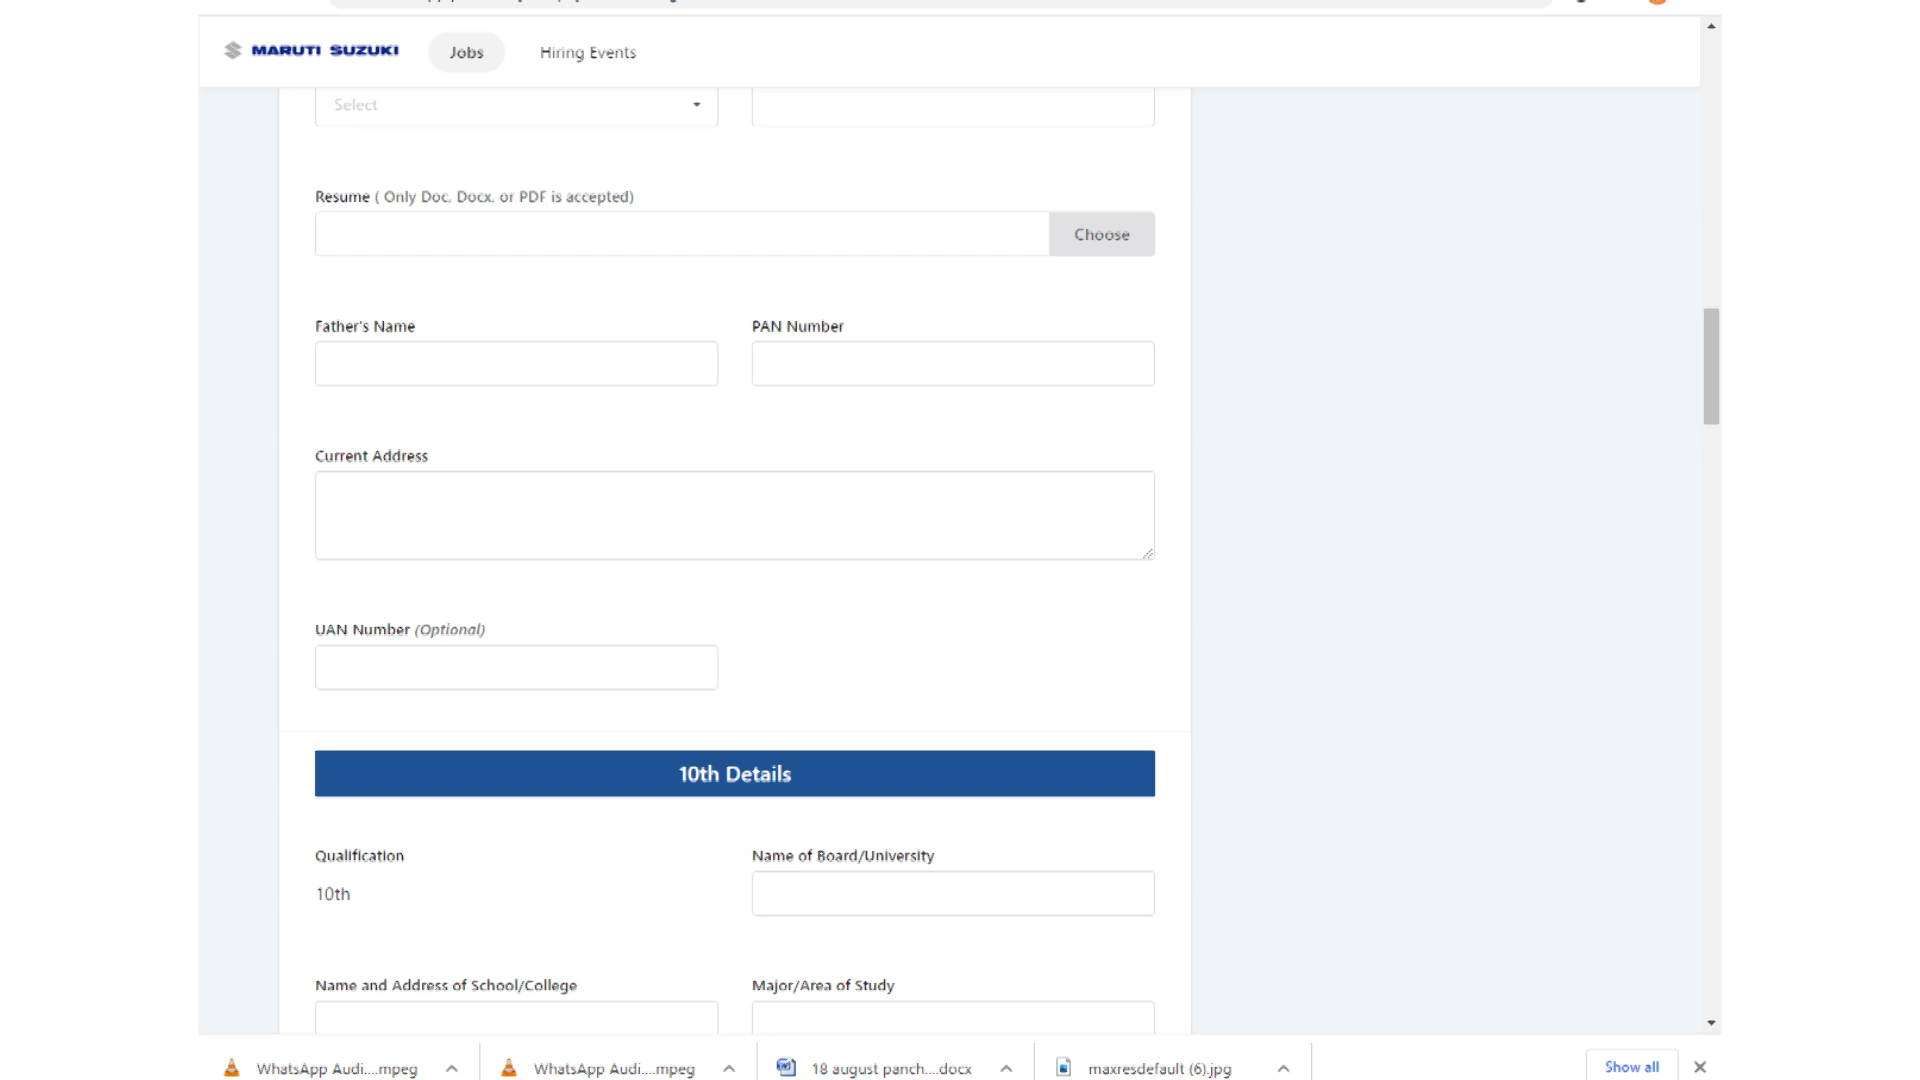 MARUTI SUZUKI Jobs Hiring Events
Select
Resume ( Only Doc, Docx, or PDF is accepted)
Choose
Father's Name PAN Number
Current Address
UAN Number (Optional)
10th Details
Qualification Name of Board/University
10th
Name and Address of School/College Major/Area of Study
WhatsApp Audi....mpeg WhatsApp Audi....mpeg 18 august panch....docx maxresdefault (6).jpg Show all